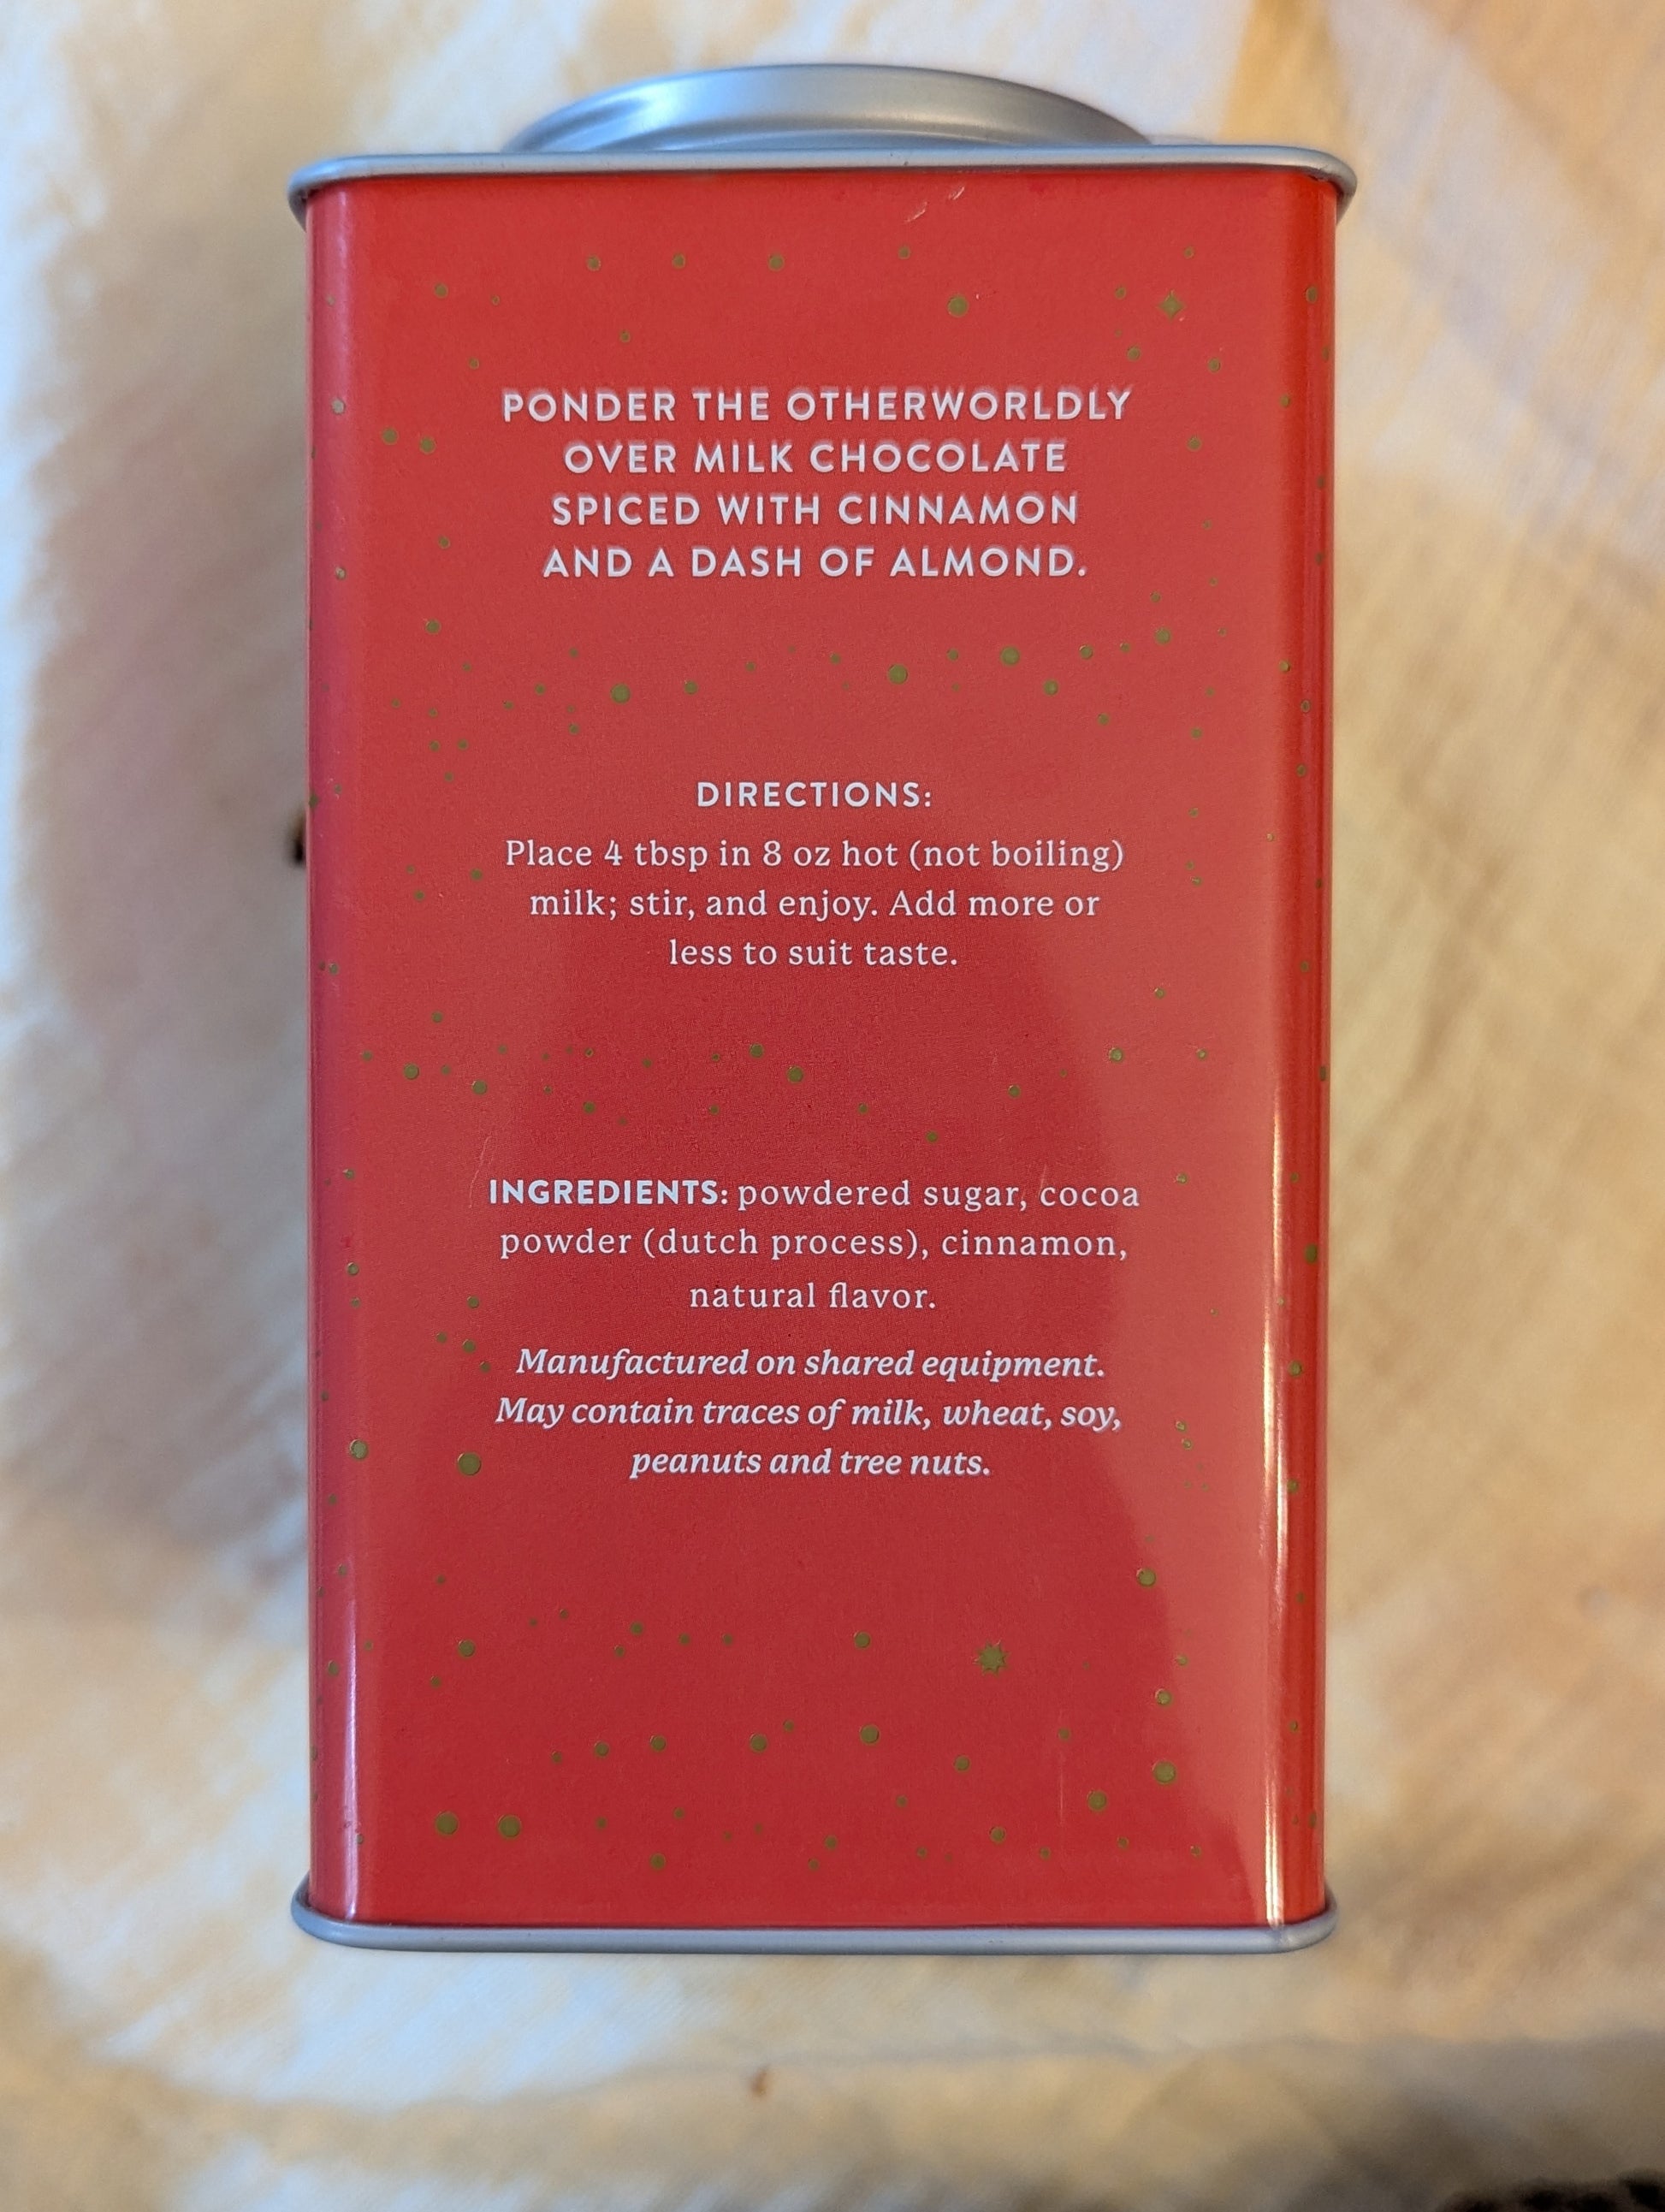 PONDER THE OTHERWORLDLY
OVER MILK CHOCOLATE
SPICED WITH CINNAMON
AND A DASH OF ALMOND.
DIRECTIONS:
Place 4 tbsp in 8 oz hot (not boiling)
milk; stir, and enjoy. Add more or
less to suit taste.
INGREDIENTS: powdered sugar, cocoa
powder (dutch process), cinnamon,
natural flavor.
Manufactured on shared equipment.
May contain traces of milk, wheat, soy,
peanuts and tree nuts.